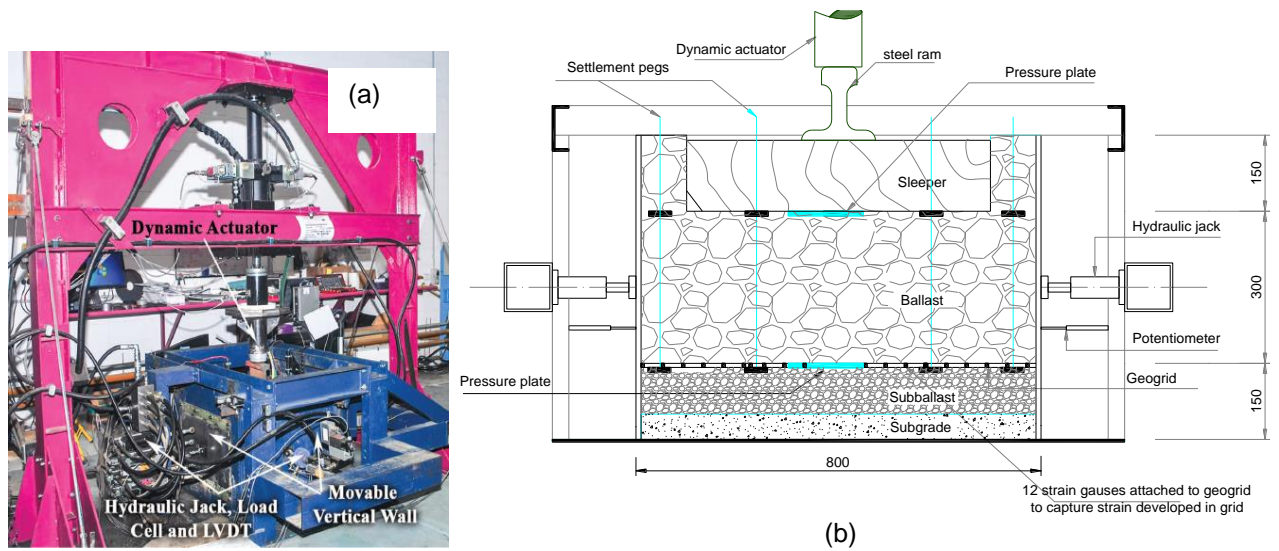 (a)
Dynamic Actuator
Pressure plate
Hydraulic Jack, Load
Cell and LVDT
Movable
Vertical Wall
Dynamic actuator
steel ram
Settlement pegs
Pressure plate
Sleeper
150
Hydraulic jack
Ballast
300
Potentiometer
Geogrid
Subballast
150
Subgrade
800
12 strain gauses attached to geogrid
to capture strain developed in grid
(b)